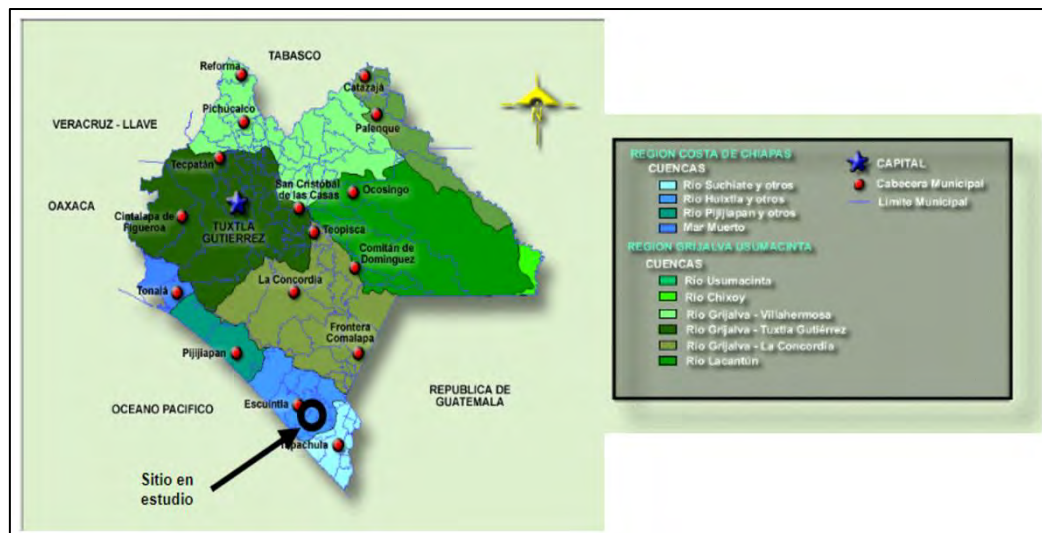 TABASCO
Reforma
Catazajá
Pichucalco
Palenque
VERACRUZ - LLAVE
N
Tecpatán
San Cristóbal
de las Casas
Ocosingo
OAXACA
Cintalapa de
Figueroa
TUXTLA
GUTIERREZ
Teopisca
Comitán de
Dominguez
La Concordia
Tonalá
Frontera
Comalapa
Pijijiapan
REPUBLICA DE
GUATEMALA
Escuintla
OCEANO PACIFICO
Tapachula
Sitio en
estudio
REGION COSTA DE CHIAPAS
CUENCAS
Río Suchiate y otros
Río Huixtla y otros
Río Pijijiapan y otros
Mar Muerto
REGION GRIJALVA USUMACINTA
CUENCAS
Río Usumacinta
Río Chixoy
Río Grijalva - Villahermosa
Río Grijalva - Tuxtla Gutiérrez
Río Grijalva - La Concordia
Río Lacantún
CAPITAL
Cabecera Municipal
Límite Municipal